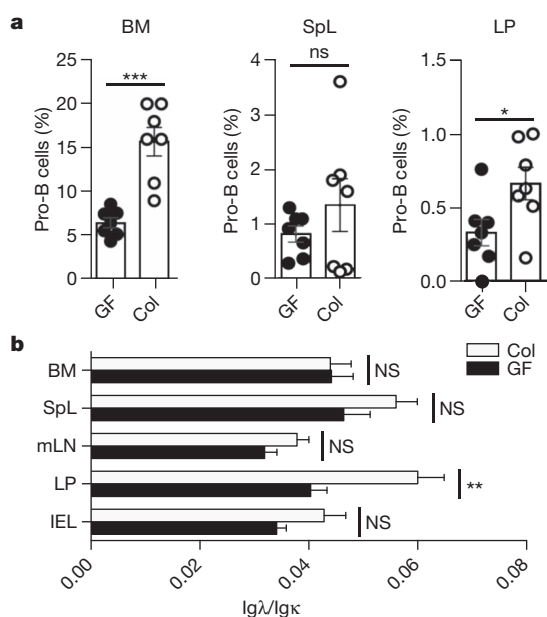 a
BM
SpL
LP
Pro-B cells (%)
25
20
15
10
5
0
***
GF
Col
Pro-B cells (%)
4
3
2
1
0
ns
GF
Col
Pro-B cells (%)
1.5
1.0
0.5
0.0
*
GF
Col
b
Col
GF
BM
NS
SpL
NS
mLN
NS
LP
**
IEL
NS
0.00
0.02
0.04
0.06
0.08
Igλ/Igκ